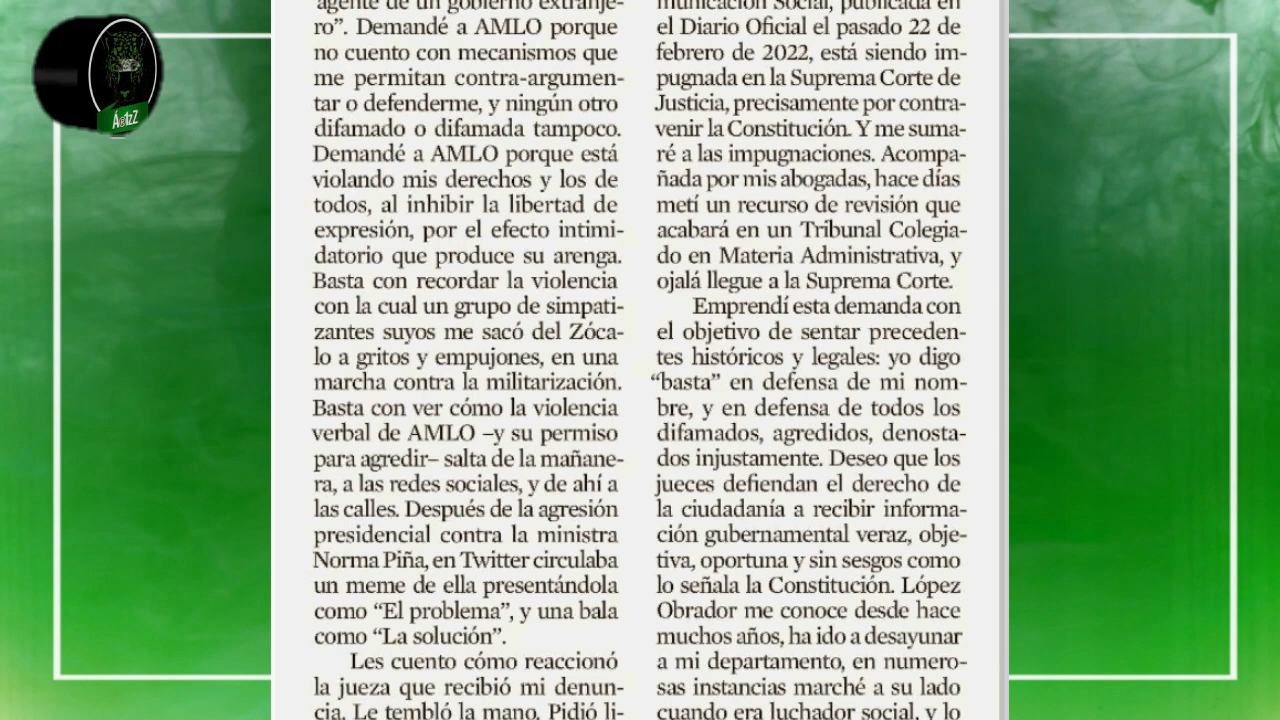 Á®1zZ
agente de un gobierno extranje-
ro”. Demandé a AMLO porque
no cuento con mecanismos que
me permitan contra-argumen-
tar o defenderme, y ningún otro
difamado o difamada tampoco.
Demandé a AMLO porque está
violando mis derechos y los de
todos, al inhibir la libertad de
expresión, por el efecto intimi-
datorio que produce su arenga.
Basta con recordar la violencia
con la cual un grupo de simpati-
zantes suyos me sacó del Zóca-
lo a gritos y empujones, en una
marcha contra la militarización.
Basta con ver cómo la violencia
verbal de AMLO –y su permiso
para agredir– salta de la mañane-
ra, a las redes sociales, y de ahí a
las calles. Después de la agresión
presidencial contra la ministra
Norma Piña, en Twitter circulaba
un meme de ella presentándola
como “El problema”, y una bala
como “La solución”.
Les cuento cómo reaccionó
la jueza que recibió mi denun-
cia. Le tembló la mano. Pidió li-
municación Social, publicada en
el Diario Oficial el pasado 22 de
febrero de 2022, está siendo im-
pugnada en la Suprema Corte de
Justicia, precisamente por contra-
venir la Constitución. Y me suma-
ré a las impugnaciones. Acompa-
ñada por mis abogadas, hace días
metí un recurso de revisión que
acabará en un Tribunal Colegia-
do en Materia Administrativa, y
ojalá llegue a la Suprema Corte.
Emprendí esta demanda con
el objetivo de sentar preceden-
tes históricos y legales: yo digo
“basta” en defensa de mi nom-
bre, y en defensa de todos los
difamados, agredidos, denosta-
dos injustamente. Deseo que los
jueces defiendan el derecho de
la ciudadanía a recibir informa-
ción gubernamental veraz, obje-
tiva, oportuna y sin sesgos como
lo señala la Constitución. López
Obrador me conoce desde hace
muchos años, ha ido a desayunar
a mi departamento, en numero-
sas instancias marché a su lado
cuando era luchador social, y lo